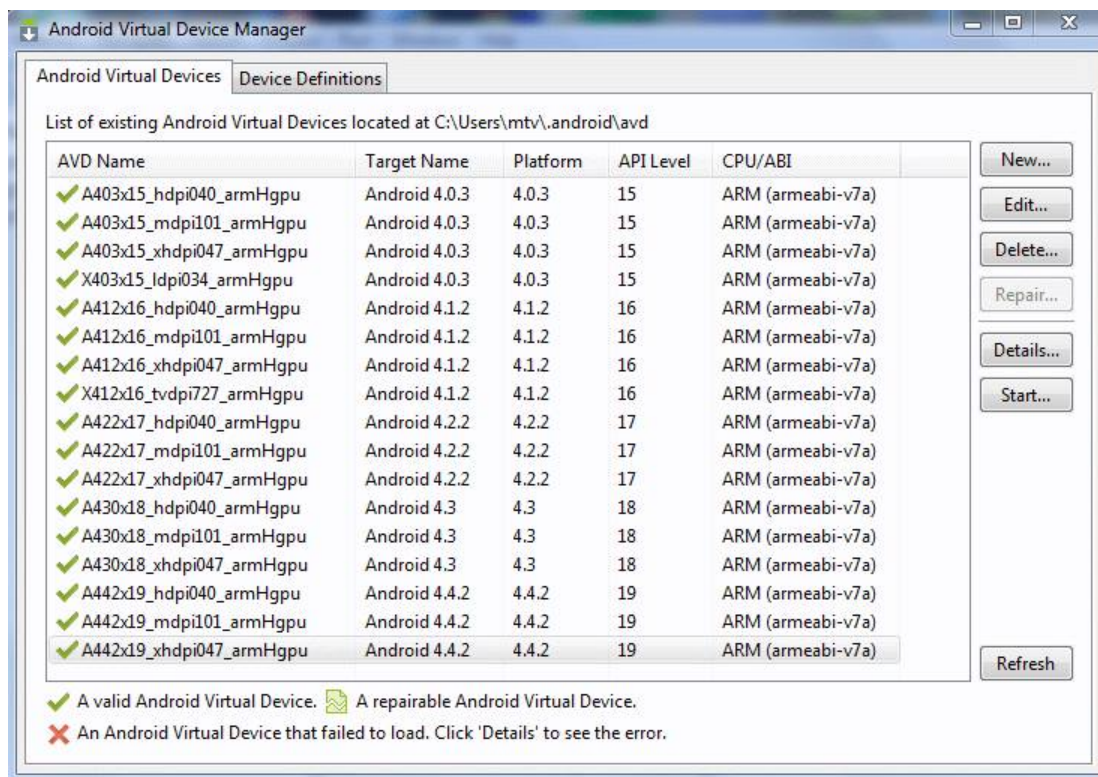 Android Virtual Device Manager
Android Virtual Devices Device Definitions
List of existing Android Virtual Devices located at C:\Users\mtv\.android\avd
AVD Name Target Name Platform API Level CPU/ABI New...
A403x15_hdpi040_armHgpu Android 4.0.3 4.0.3 15 ARM (armeabi-v7a)
Edit...
A403x15_mdpi101_armHgpu Android 4.0.3 4.0.3 15 ARM (armeabi-v7a)
A403x15_xhdpi047_armHgpu Android 4.0.3 4.0.3 15 ARM (armeabi-v7a) Delete...
X403x15_ldpi034_armHgpu Android 4.0.3 4.0.3 15 ARM (armeabi-v7a)
Repair...
A412x16_hdpi040_armHgpu Android 4.1.2 4.1.2 16 ARM (armeabi-v7a)
A412x16_mdpi101_armHgpu Android 4.1.2 4.1.2 16 ARM (armeabi-v7a)
Details...
A412x16_xhdpi047_armHgpu Android 4.1.2 4.1.2 16 ARM (armeabi-v7a)
X412x16_tvdpi727_armHgpu Android 4.1.2 4.1.2 16 ARM (armeabi-v7a) Start...
A422x17_hdpi040_armHgpu Android 4.2.2 4.2.2 17 ARM (armeabi-v7a)
A422x17_mdpi101_armHgpu Android 4.2.2 4.2.2 17 ARM (armeabi-v7a)
A422x17_xhdpi047_armHgpu Android 4.2.2 4.2.2 17 ARM (armeabi-v7a)
A430x18_hdpi040_armHgpu Android 4.3 4.3 18 ARM (armeabi-v7a)
A430x18_mdpi101_armHgpu Android 4.3 4.3 18 ARM (armeabi-v7a)
A430x18_xhdpi047_armHgpu Android 4.3 4.3 18 ARM (armeabi-v7a)
A442x19_hdpi040_armHgpu Android 4.4.2 4.4.2 19 ARM (armeabi-v7a)
A442x19_mdpi101_armHgpu Android 4.4.2 4.4.2 19 ARM (armeabi-v7a)
A442x19_xhdpi047_armHgpu Android 4.4.2 4.4.2 19 ARM (armeabi-v7a)
Refresh
A valid Android Virtual Device. A repairable Android Virtual Device.
An Android Virtual Device that failed to load. Click 'Details' to see the error.